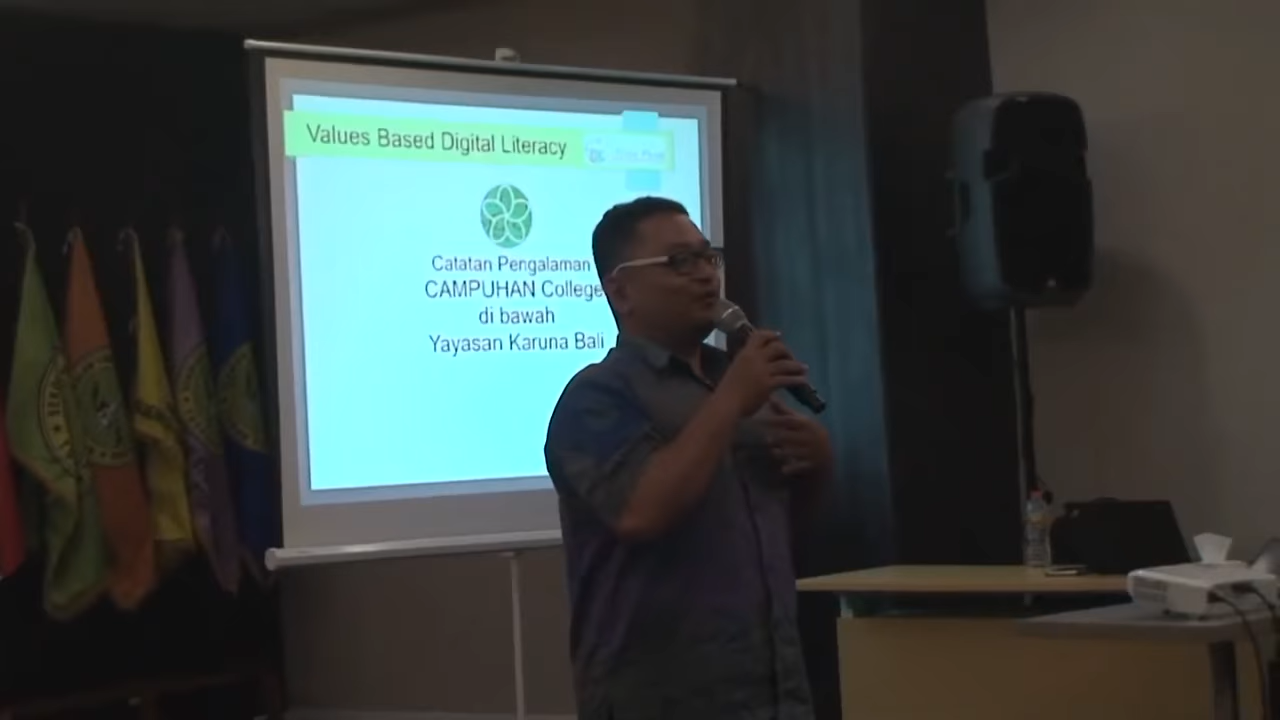 Values Based Digital Literacy
Catatan Pengalaman
CAMPUHAN College
di bawah
Yayasan Karuna Bali